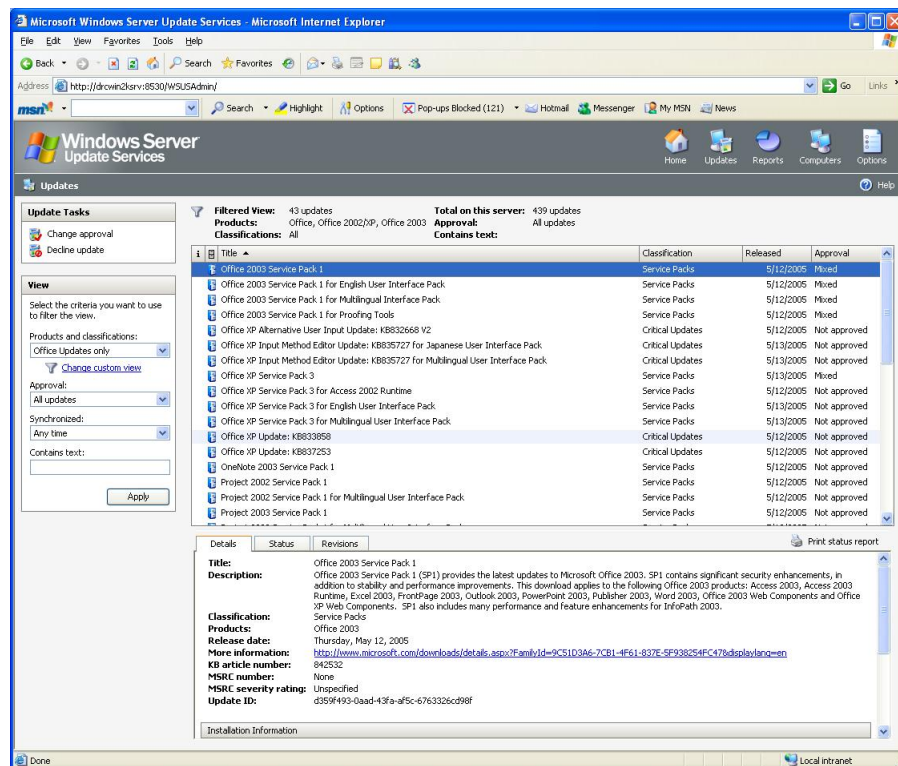 Microsoft Windows Server Update Services - Microsoft Internet Explorer
File Edit View Favorites Tools Help
Back Search Favorites
Address http://drcwin2ksrv:8530/WSUSAdmin/ Go Links
msn Search Highlight Options Pop-ups Blocked (121) Hotmail Messenger My MSN News
Windows Server
Update Services
Home Updates Reports Computers Options
Updates Help
Update Tasks
Change approval
Decline update
View
Select the criteria you want to use
to filter the view.
Products and classifications:
Office Updates only
Change custom view
Approval:
All updates
Synchronized:
Any time
Contains text:
Apply
Filtered View: 43 updates Total on this server: 439 updates
Products: Office, Office 2002/XP, Office 2003 Approval: All updates
Classifications: All Contains text:
i Title Classification Released Approval
Office 2003 Service Pack 1 Service Packs 5/12/2005 Mixed
Office 2003 Service Pack 1 for English User Interface Pack Service Packs 5/12/2005 Mixed
Office 2003 Service Pack 1 for Multilingual Interface Pack Service Packs 5/12/2005 Mixed
Office 2003 Service Pack 1 for Proofing Tools Service Packs 5/12/2005 Mixed
Office XP Alternative User Input Update: KB832668 V2 Critical Updates 5/12/2005 Not approved
Office XP Input Method Editor Update: KB835727 for Japanese User Interface Pack Critical Updates 5/13/2005 Not approved
Office XP Input Method Editor Update: KB835727 for Multilingual User Interface Pack Critical Updates 5/13/2005 Not approved
Office XP Service Pack 3 Service Packs 5/13/2005 Mixed
Office XP Service Pack 3 for Access 2002 Runtime Service Packs 5/12/2005 Not approved
Office XP Service Pack 3 for English User Interface Pack Service Packs 5/13/2005 Not approved
Office XP Service Pack 3 for Multilingual User Interface Pack Service Packs 5/13/2005 Not approved
Office XP Update: KB833858 Critical Updates 5/12/2005 Not approved
Office XP Update: KB837253 Critical Updates 5/12/2005 Not approved
OneNote 2003 Service Pack 1 Service Packs 5/12/2005 Not approved
Project 2002 Service Pack 1 Service Packs 5/12/2005 Not approved
Project 2002 Service Pack 1 for Multilingual User Interface Pack Service Packs 5/12/2005 Not approved
Project 2003 Service Pack 1 Service Packs 5/12/2005 Not approved
Details Status Revisions Print status report
Title: Office 2003 Service Pack 1
Description: Office 2003 Service Pack 1 (SP1) provides the latest updates to Microsoft Office 2003. SP1 contains significant security enhancements, in
addition to stability and performance improvements. This download applies to the following Office 2003 products: Access 2003, Access 2003
Runtime, Excel 2003, FrontPage 2003, Outlook 2003, PowerPoint 2003, Publisher 2003, Word 2003, Office 2003 Web Components and Office
XP Web Components. SP1 also includes many performance and feature enhancements for InfoPath 2003.
Classification: Service Packs
Products: Office 2003
Release date: Thursday, May 12, 2005
More information: http://www.microsoft.com/downloads/details.aspx?FamilyId=9C51D3A6-7CB1-4F61-837E-5F938254FC47&displaylang=en
KB article number: 842532
MSRC number: None
MSRC severity rating: Unspecified
Update ID: d359f493-0aad-43fa-af5c-6763326cd98f
Installation Information
Done Local intranet